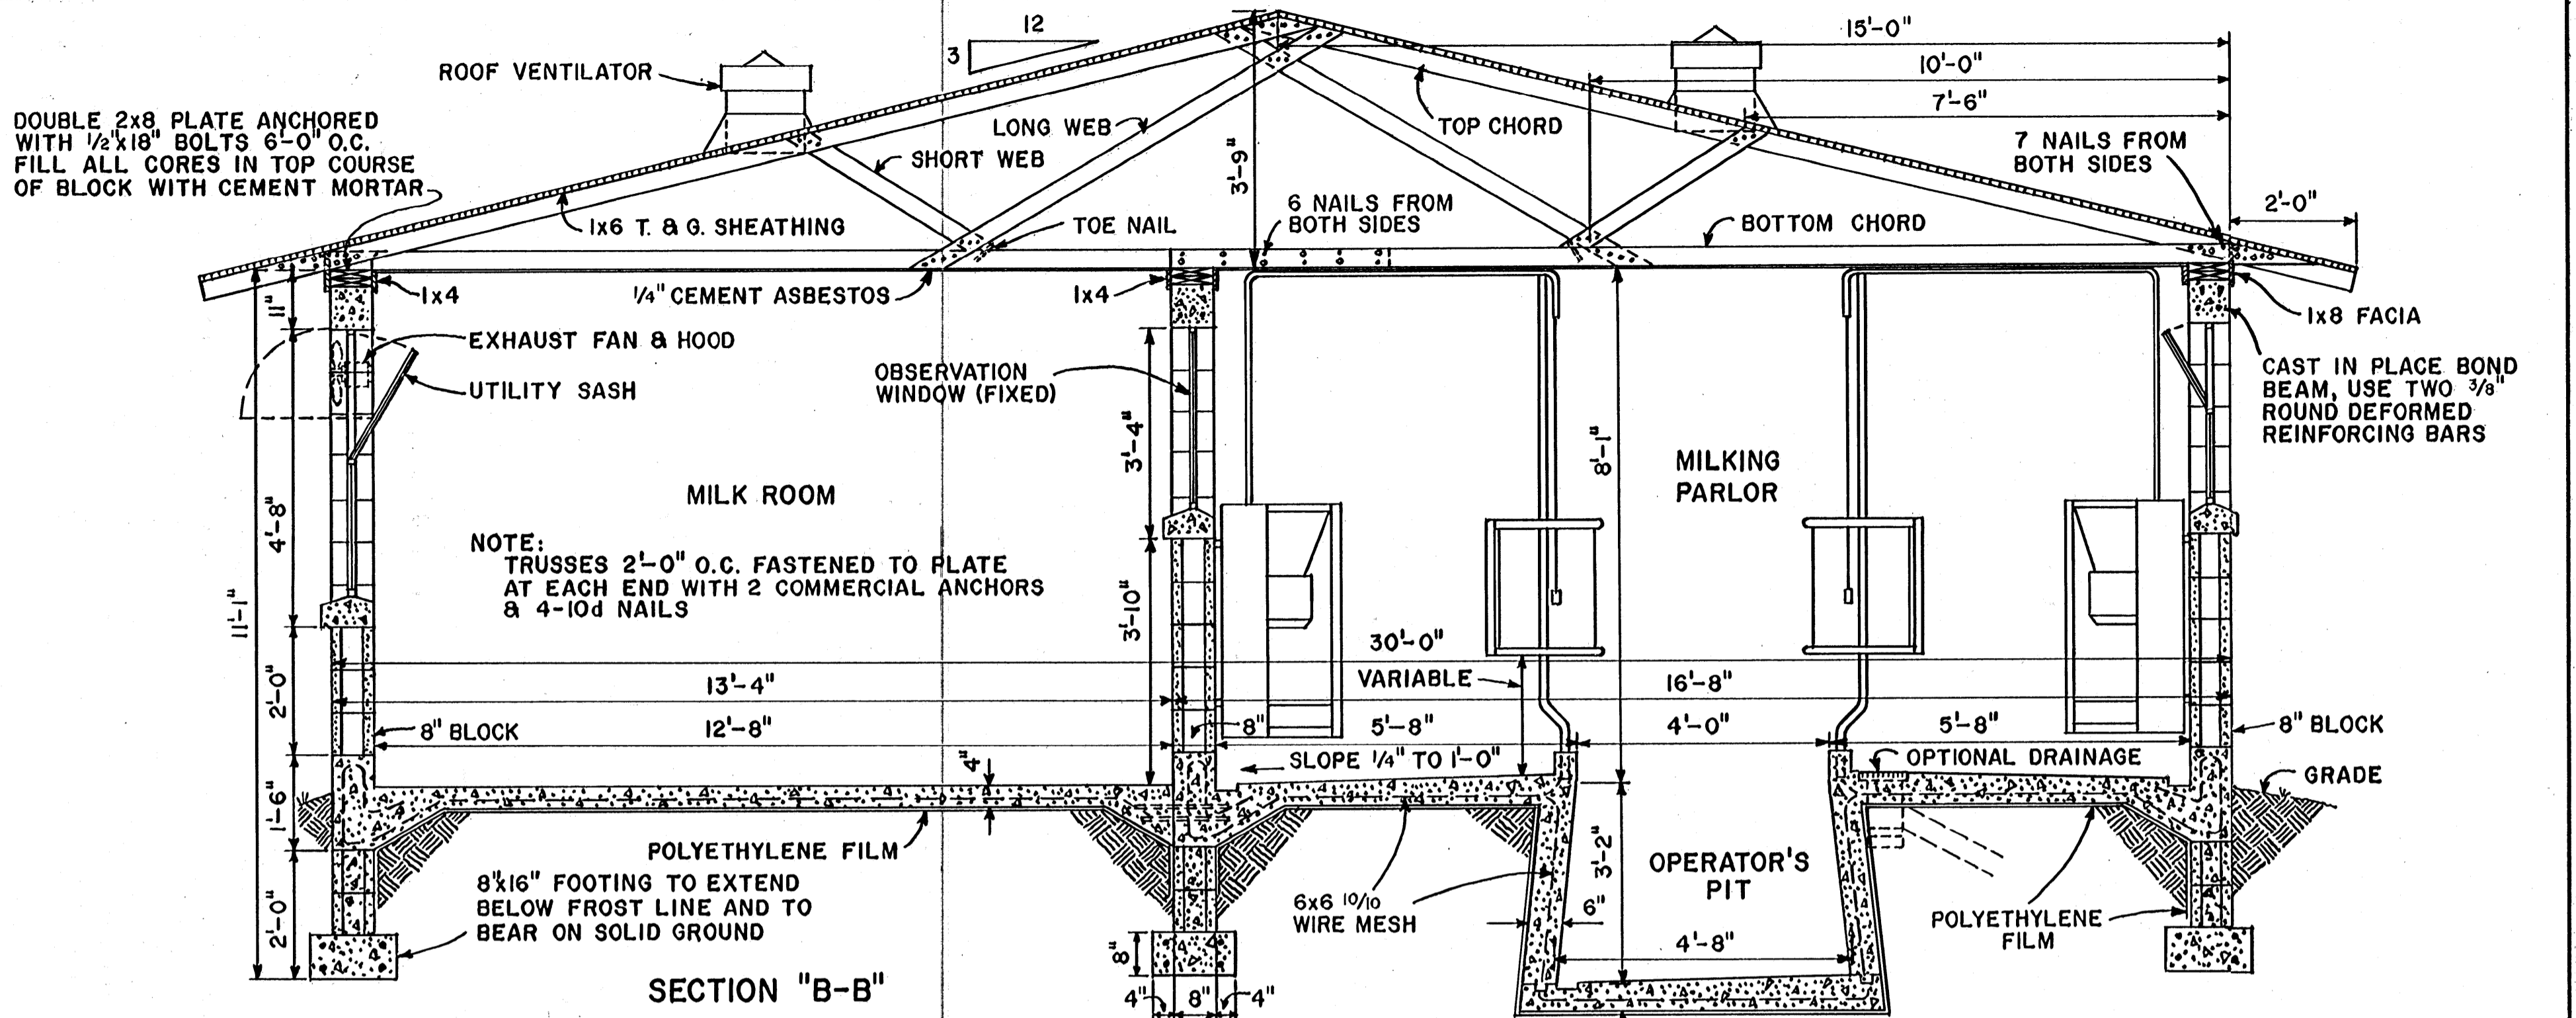 12
3
15'-0"
10'-0"
7'-6"
ROOF VENTILATOR
DOUBLE 2x8 PLATE ANCHORED
WITH 1/2"x18" BOLTS 6'-0" O.C.
FILL ALL CORES IN TOP COURSE
OF BLOCK WITH CEMENT MORTAR
LONG WEB
SHORT WEB
3'-9"
TOP CHORD
7 NAILS FROM
BOTH SIDES
1x6 T. & G. SHEATHING
TOE NAIL
6 NAILS FROM
BOTH SIDES
BOTTOM CHORD
2'-0"
11"
1x4
1/4" CEMENT ASBESTOS
1x4
1x8 FACIA
EXHAUST FAN & HOOD
UTILITY SASH
OBSERVATION
WINDOW (FIXED)
CAST IN PLACE BOND
BEAM, USE TWO 3/8"
ROUND DEFORMED
REINFORCING BARS
3'-4"
8'-1"
MILKING
PARLOR
MILK ROOM
4'-8"
NOTE:
TRUSSES 2'-0" O.C. FASTENED TO PLATE
AT EACH END WITH 2 COMMERCIAL ANCHORS
& 4-10d NAILS
11'-1"
3'-10"
30'-0"
VARIABLE
13'-4"
16'-8"
2'-0"
8" BLOCK
12'-8"
8"
5'-8"
4'-0"
5'-8"
8" BLOCK
SLOPE 1/4" TO 1'-0"
OPTIONAL DRAINAGE
GRADE
4"
1'-6"
POLYETHYLENE FILM
3'-2"
OPERATOR'S
PIT
8"x16" FOOTING TO EXTEND
BELOW FROST LINE AND TO
BEAR ON SOLID GROUND
2'-0"
6x6 10/10
WIRE MESH
6"
POLYETHYLENE
FILM
4'-8"
8"
SECTION "B-B"
4"
8"
4"